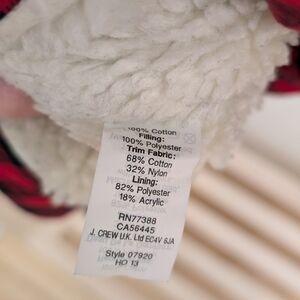 100% Cotton
Filling:
100% Polyester
Trim Fabric:
68% Cotton
32% Nylon
Lining:
82% Polyester
18% Acrylic
RN77388
CA56445
J. CREW U.K. Ltd EC4V 6JA
Style 07920
HO 13